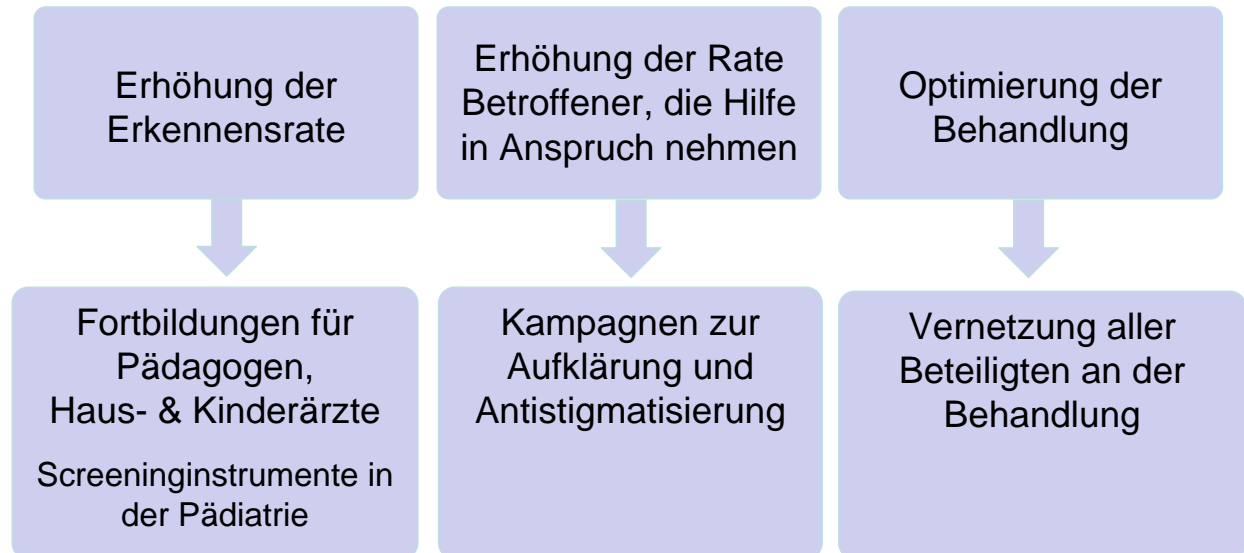 Erhöhung der
Erkennensrate
Erhöhung der Rate
Betroffener, die Hilfe
in Anspruch nehmen
Optimierung der
Behandlung
Fortbildungen für
Pädagogen,
Haus- & Kinderärzte
Screeninginstrumente in
der Pädiatrie
Kampagnen zur
Aufklärung und
Antistigmatisierung
Vernetzung aller
Beteiligten an der
Behandlung